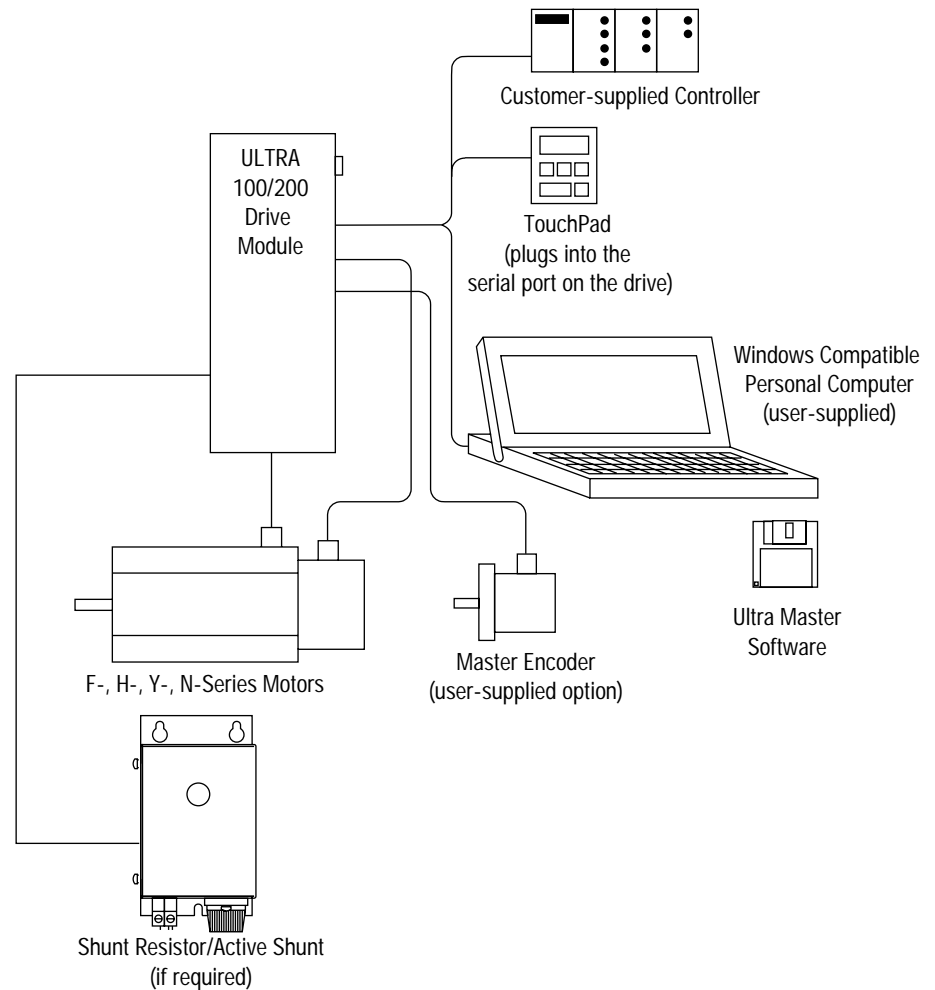 Customer-supplied Controller
ULTRA
100/200
Drive
Module
TouchPad
(plugs into the
serial port on the drive)
Windows Compatible
Personal Computer
(user-supplied)
Ultra Master
Software
Master Encoder
(user-supplied option)
F-, H-, Y-, N-Series Motors
Shunt Resistor/Active Shunt
(if required)